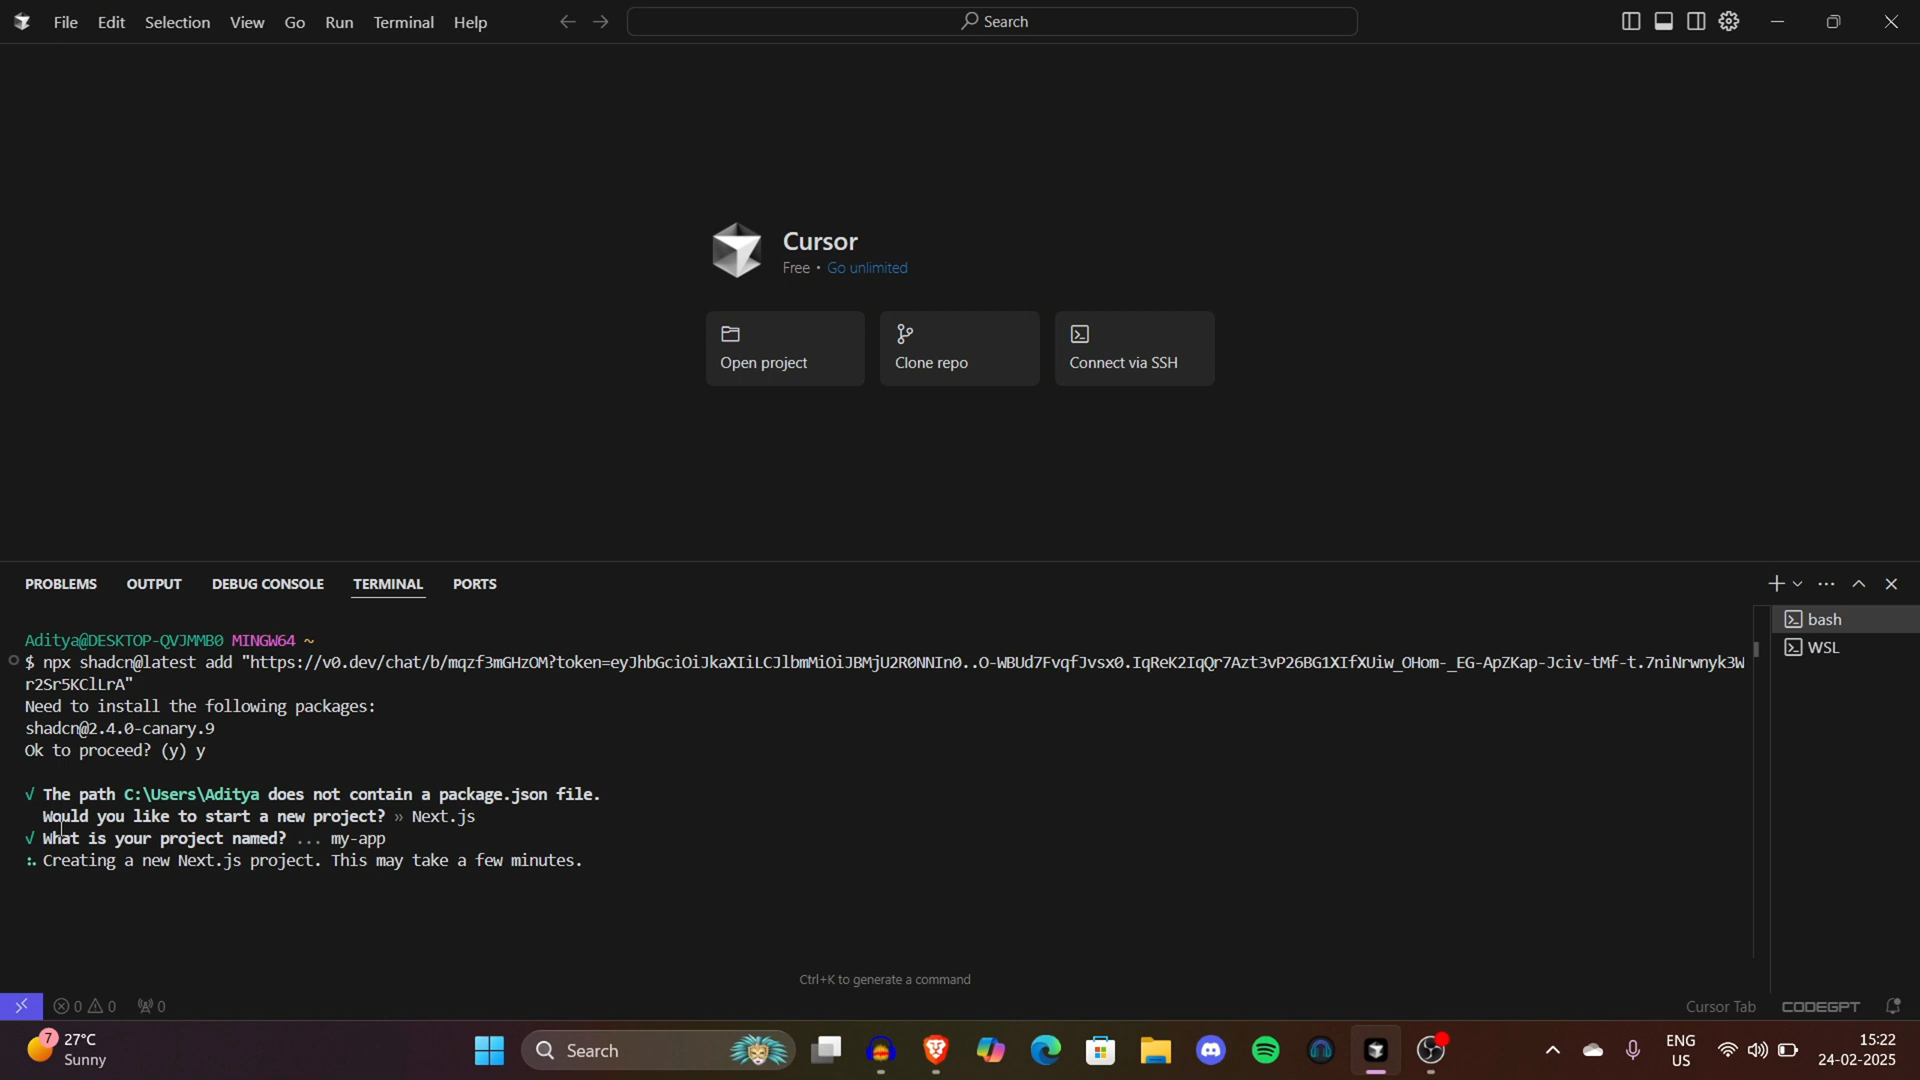 File Edit Selection View Go Run Terminal Help
Search
Cursor
Free • Go unlimited
Open project
Clone repo
Connect via SSH
PROBLEMS OUTPUT DEBUG CONSOLE TERMINAL PORTS
bash
WSL
Aditya@DESKTOP-QVJMMB0 MINGW64 ~
$ npx shadcn@latest add "https://v0.dev/chat/b/mqzf3mGHzOM?token=eyJhbGciOiJkaXIiLCJlbmMiOiJBMjU2R0NNIn0..O-WBUd7FvqfJvsx0.IqReK2IqQr7Azt3vP26BG1XIfXUiw_OHom-_EG-ApZKap-Jciv-tMf-t.7niNrwnyk3W
r2Sr5KClLrA"
Need to install the following packages:
shadcn@2.4.0-canary.9
Ok to proceed? (y) y
√ The path C:\Users\Aditya does not contain a package.json file.
Would you like to start a new project? » Next.js
√ What is your project named? ... my-app
Creating a new Next.js project. This may take a few minutes.
Ctrl+K to generate a command
0 0 0
Cursor Tab CODEGPT
7
27°C
Sunny
Search
ENG
US
15:22
24-02-2025